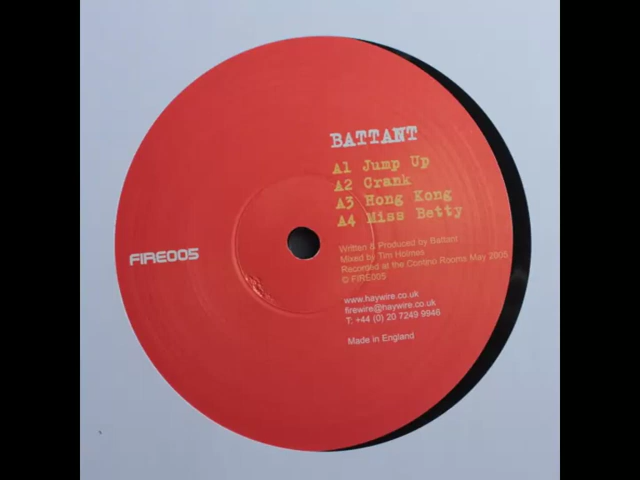 BATTANT
A1 Jump Up
A2 Crank
A3 Hong Kong
A4 Miss Betty
FIRE005
Written & Produced by Battant
Mixed by Tim Holmes
Recorded at the Contino Rooms May 2005
© FIRE005
www.haywire.co.uk
firewire@haywire.co.uk
T: +44 (0) 20 7249 9946
Made in England